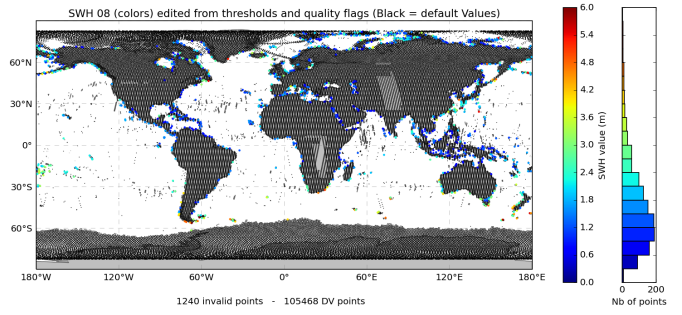 SWH 08 (colors) edited from thresholds and quality flags (Black = default Values)
60°N
30°N
0°
30°S
60°S
180°W 120°W 60°W 0° 60°E 120°E 180°E
1240 invalid points - 105468 DV points
6.0
5.4
4.8
4.2
3.6
3.0
2.4
1.8
1.2
0.6
0.0
SWH value (m)
0 200
Nb of points